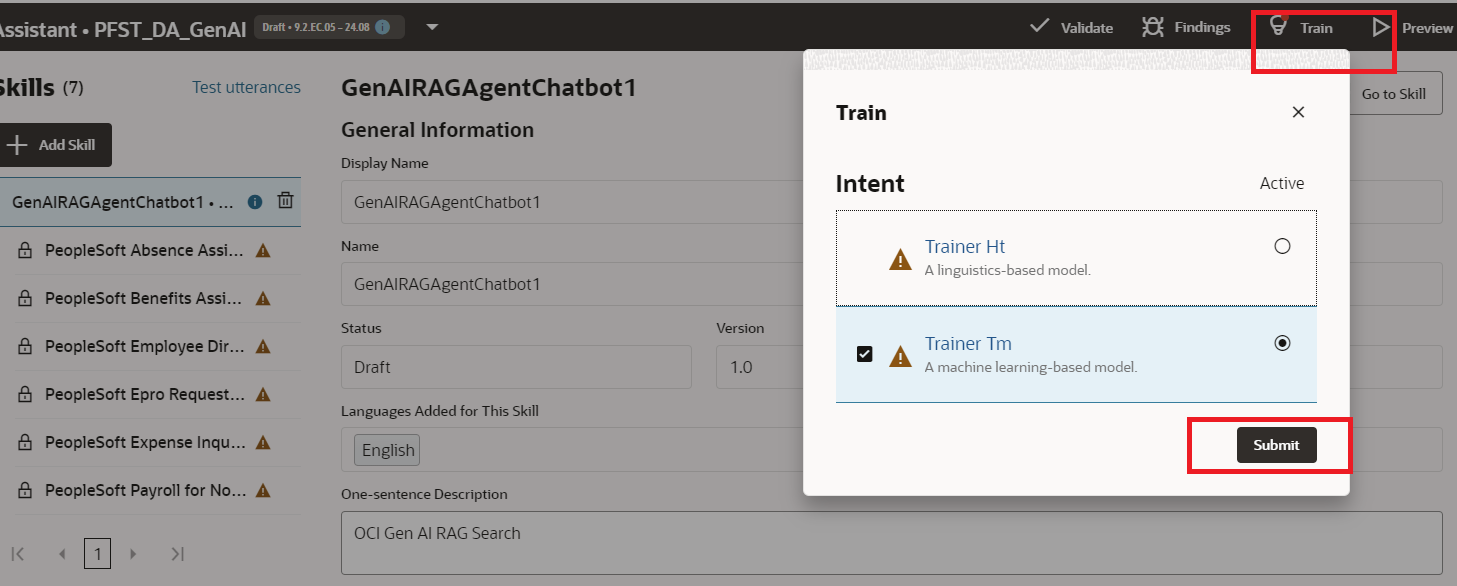 Assistant • PFST_DA_GenAI
Draft • 9.2.EC.05 – 24.08
Validate
Findings
Train
Preview
Skills (7)
Test utterances
Add Skill
GenAIRAGAgentChatbot1 • ...
PeopleSoft Absence Assi...
PeopleSoft Benefits Assi...
PeopleSoft Employee Dir...
PeopleSoft Epro Request...
PeopleSoft Expense Inqu...
PeopleSoft Payroll for No...
1
GenAIRAGAgentChatbot1
Go to Skill
General Information
Display Name
GenAIRAGAgentChatbot1
Name
GenAIRAGAgentChatbot1
Status
Version
Draft
1.0
Languages Added for This Skill
English
One-sentence Description
OCI Gen AI RAG Search
Train
Intent
Active
Trainer Ht
A linguistics-based model.
Trainer Tm
A machine learning-based model.
Submit